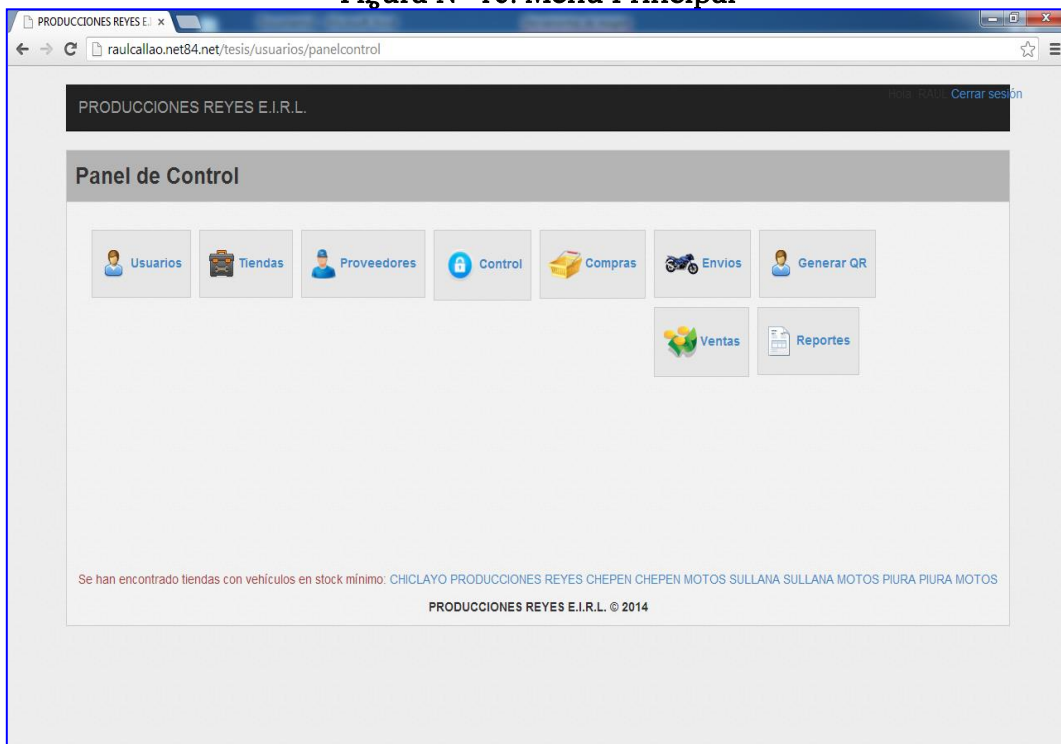 PRODUCCIONES REYES E.I
raulcallao.net84.net/tesis/usuarios/panelcontrol
PRODUCCIONES REYES E.I.R.L.
Hola RAUL Cerrar sesión
Panel de Control
Usuarios Tiendas Proveedores Control Compras Envios Generar QR
Ventas Reportes
Se han encontrado tiendas con vehículos en stock mínimo: CHICLAYO PRODUCCIONES REYES CHEPEN CHEPEN MOTOS SULLANA SULLANA MOTOS PIURA PIURA MOTOS
PRODUCCIONES REYES E.I.R.L. © 2014